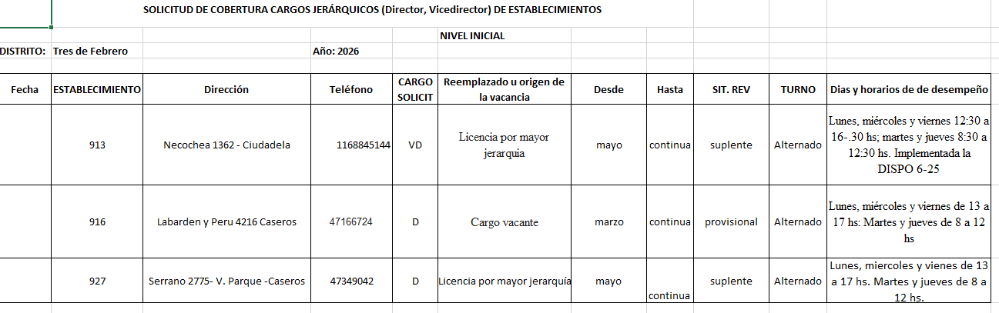 SOLICITUD DE COBERTURA CARGOS JERÁRQUICOS (Director, Vicedirector) DE ESTABLECIMIENTOS
NIVEL INICIAL
DISTRITO: Tres de Febrero Año: 2026
Fecha ESTABLECIMIENTO Dirección Teléfono CARGO SOLICIT Reemplazado u origen de la vacancia Desde Hasta SIT. REV TURNO Dias y horarios de de desempeño
913 Necochea 1362 - Ciudadela 1168845144 VD Licencia por mayor jerarquia mayo continua suplente Alternado Lunes, miércoles y viernes 12:30 a 16-.30 hs; martes y jueves 8:30 a 12:30 hs. Implementada la DISPO 6-25
916 Labarden y Peru 4216 Caseros 47166724 D Cargo vacante marzo continua provisional Alternado Lunes, miércoles y viernes de 13 a 17 hs: Martes y jueves de 8 a 12 hs
927 Serrano 2775- V. Parque -Caseros 47349042 D Licencia por mayor jerarquía mayo continua suplente Alternado Lunes, miercoles y vienes de 13 a 17 hs. Martes y jueves de 8 a 12 hs.